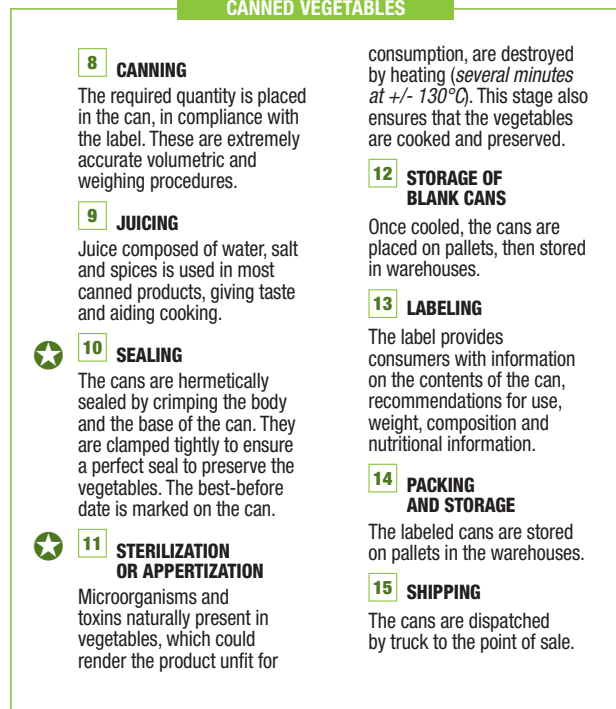 CANNED VEGETABLES
8 CANNING
The required quantity is placed
in the can, in compliance with
the label. These are extremely
accurate volumetric and
weighing procedures.
9 JUICING
Juice composed of water, salt
and spices is used in most
canned products, giving taste
and aiding cooking.
10 SEALING
The cans are hermetically
sealed by crimping the body
and the base of the can. They
are clamped tightly to ensure
a perfect seal to preserve the
vegetables. The best-before
date is marked on the can.
11 STERILIZATION
OR APPERTIZATION
Microorganisms and
toxins naturally present in
vegetables, which could
render the product unfit for
consumption, are destroyed
by heating (several minutes
at +/- 130°C). This stage also
ensures that the vegetables
are cooked and preserved.
12 STORAGE OF
BLANK CANS
Once cooled, the cans are
placed on pallets, then stored
in warehouses.
13 LABELING
The label provides
consumers with information
on the contents of the can,
recommendations for use,
weight, composition and
nutritional information.
14 PACKING
AND STORAGE
The labeled cans are stored
on pallets in the warehouses.
15 SHIPPING
The cans are dispatched
by truck to the point of sale.